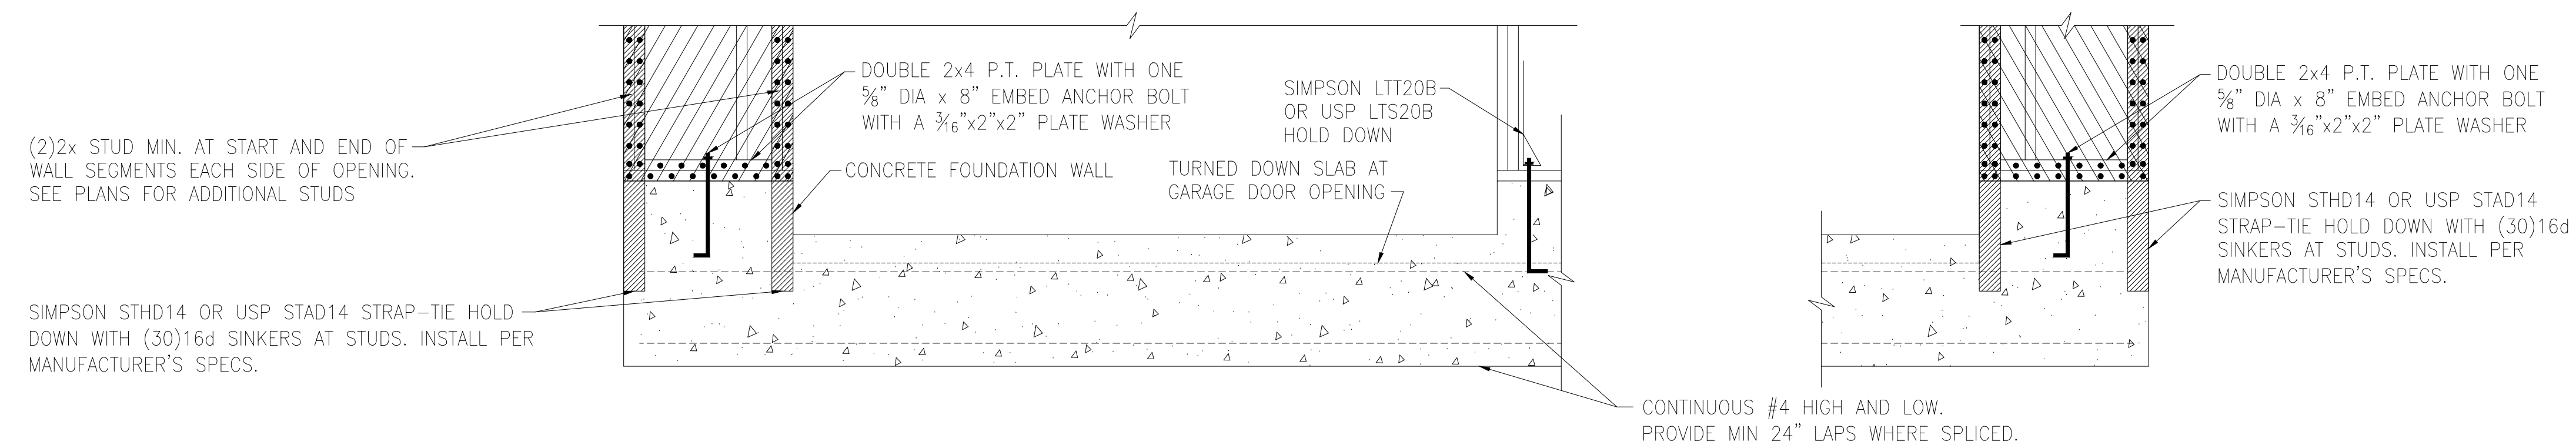 (2)2x STUD MIN. AT START AND END OF
WALL SEGMENTS EACH SIDE OF OPENING.
SEE PLANS FOR ADDITIONAL STUDS
SIMPSON STHD14 OR USP STAD14 STRAP-TIE HOLD
DOWN WITH (30)16d SINKERS AT STUDS. INSTALL PER
MANUFACTURER'S SPECS.
DOUBLE 2x4 P.T. PLATE WITH ONE
5/8" DIA x 8" EMBED ANCHOR BOLT
WITH A 3/16"x2"x2" PLATE WASHER
CONCRETE FOUNDATION WALL
SIMPSON LTT20B
OR USP LTS20B
HOLD DOWN
TURNED DOWN SLAB AT
GARAGE DOOR OPENING
CONTINUOUS #4 HIGH AND LOW.
PROVIDE MIN 24" LAPS WHERE SPLICED.
DOUBLE 2x4 P.T. PLATE WITH ONE
5/8" DIA x 8" EMBED ANCHOR BOLT
WITH A 3/16"x2"x2" PLATE WASHER
SIMPSON STHD14 OR USP STAD14
STRAP-TIE HOLD DOWN WITH (30)16d
SINKERS AT STUDS. INSTALL PER
MANUFACTURER'S SPECS.